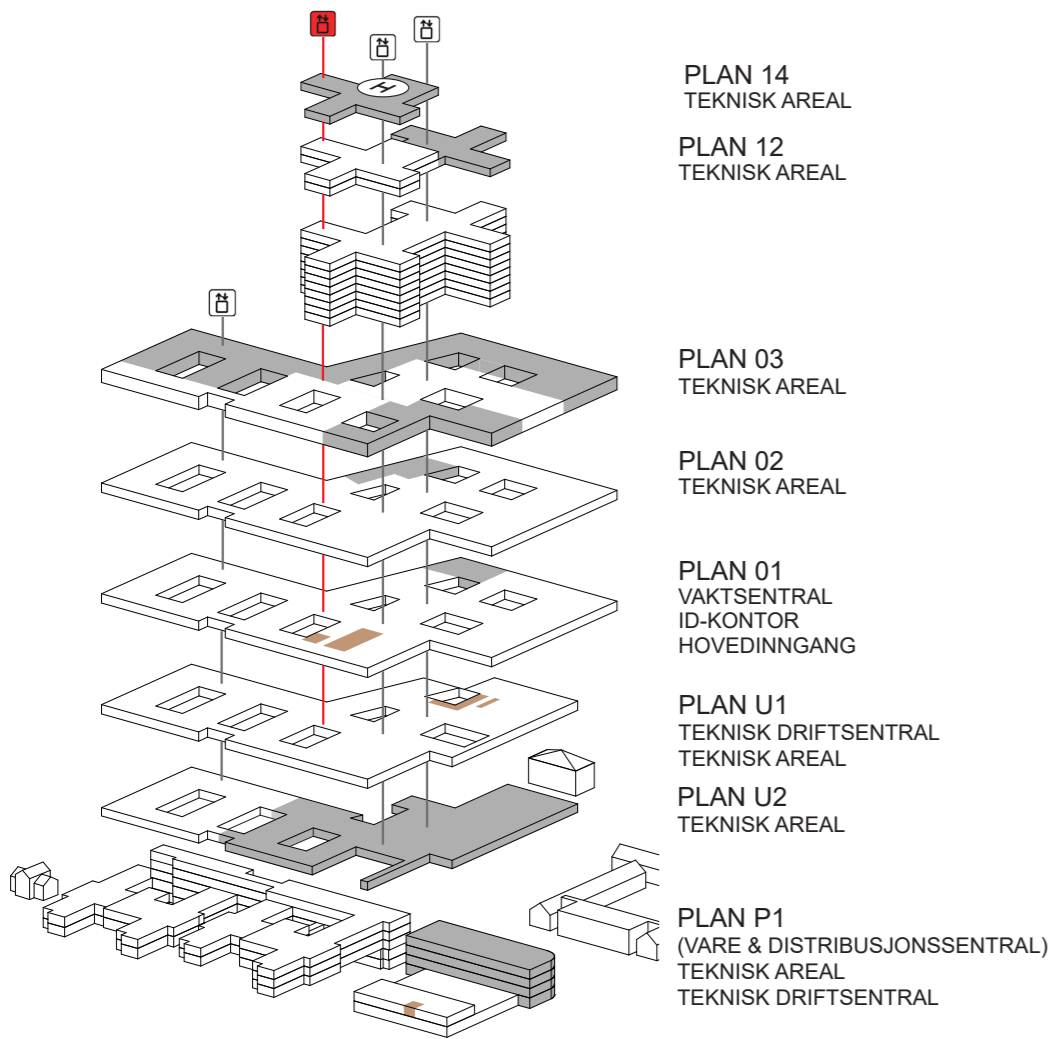 H
PLAN 14
TEKNISK AREAL
PLAN 12
TEKNISK AREAL
PLAN 03
TEKNISK AREAL
PLAN 02
TEKNISK AREAL
PLAN 01
VAKTSENTRAL
ID-KONTOR
HOVEDINNGANG
PLAN U1
TEKNISK DRIFTSENTRAL
TEKNISK AREAL
PLAN U2
TEKNISK AREAL
PLAN P1
(VARE & DISTRIBUSJONSSENTRAL)
TEKNISK AREAL
TEKNISK DRIFTSENTRAL